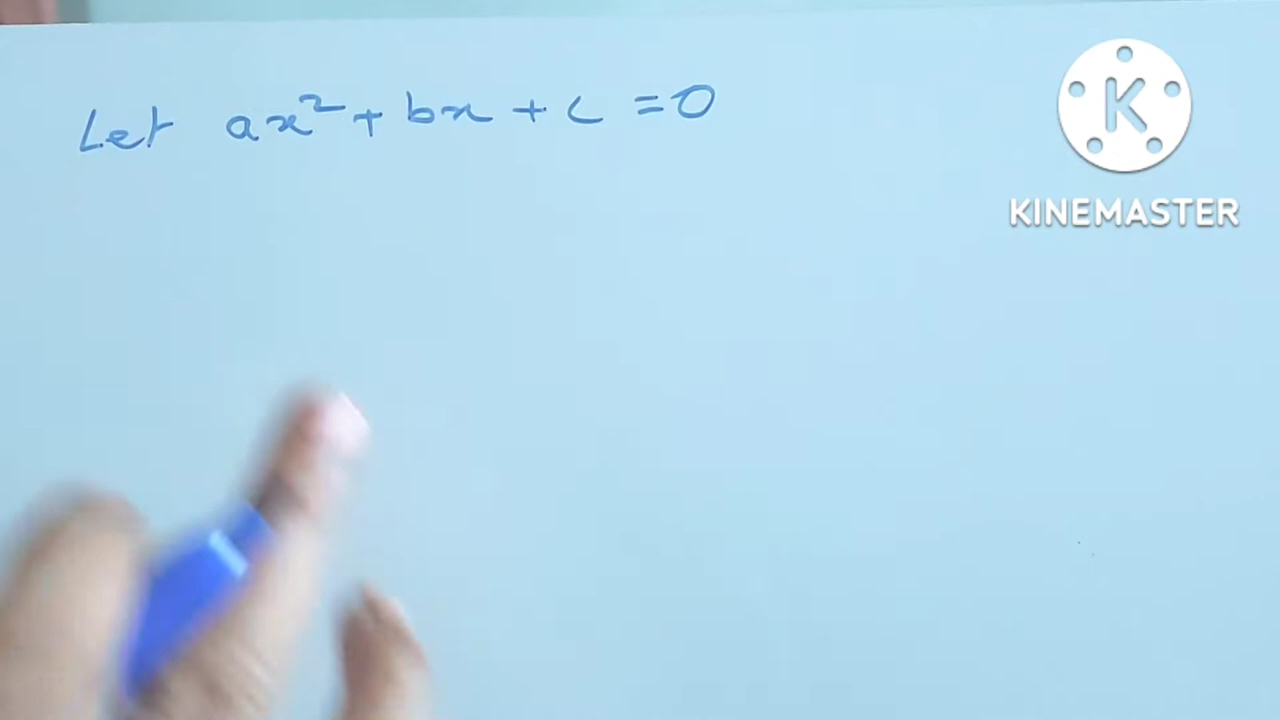 Let ax² + bx + c = 0
K
KINEMASTER